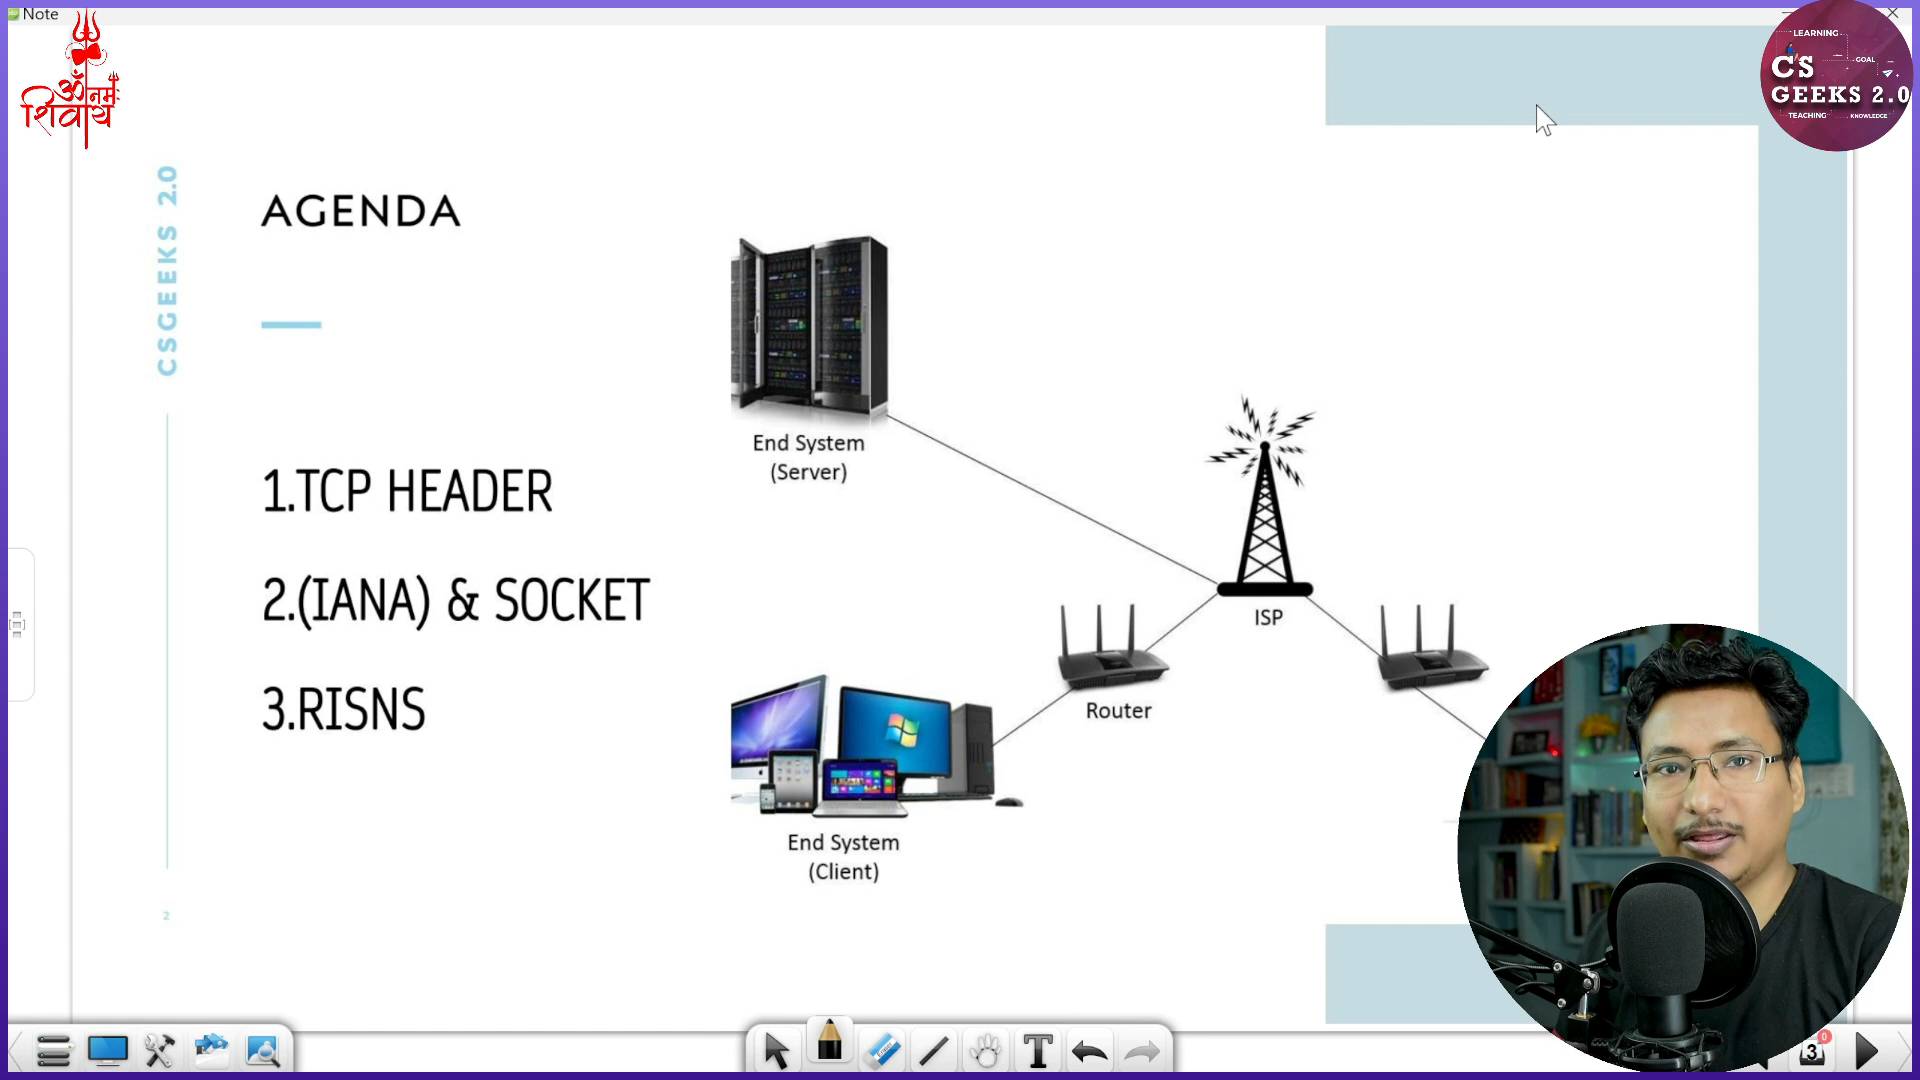 Note
ॐ नमः
शिवाय
LEARNING
GOAL
CS
GEEKS 2.0
TEACHING
KNOWLEDGE
CSGEEKS 2.0
AGENDA
1.TCP HEADER
2.(IANA) & SOCKET
3.RISNS
End System
(Server)
ISP
Router
End System
(Client)
2
T
3
0